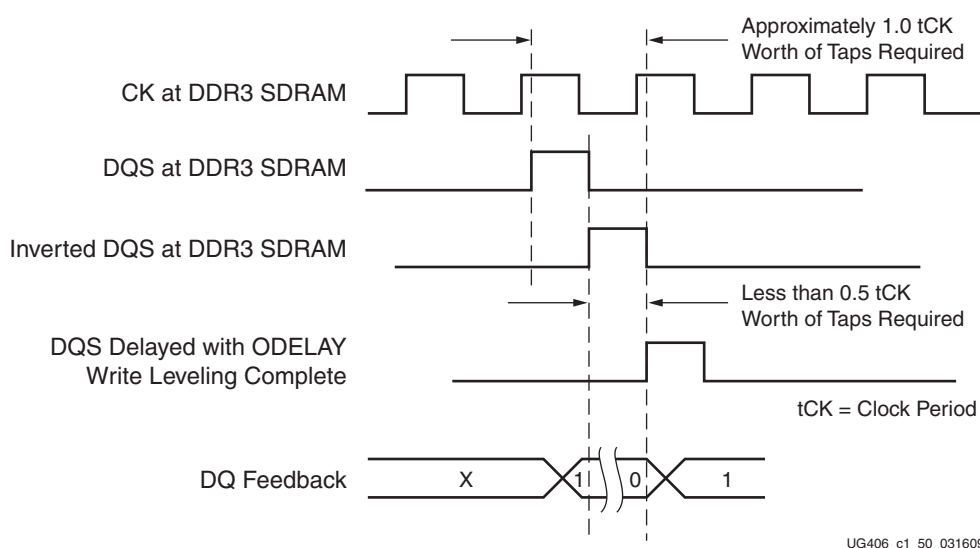 Approximately 1.0 tCK
Worth of Taps Required
CK at DDR3 SDRAM
DQS at DDR3 SDRAM
Inverted DQS at DDR3 SDRAM
Less than 0.5 tCK
Worth of Taps Required
DQS Delayed with ODELAY
Write Leveling Complete
tCK = Clock Period
DQ Feedback
X
1
0
1
UG406_c1_50_031609